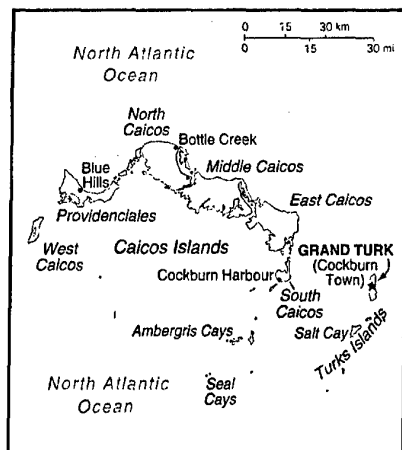 0 15 30 km
0 15 30 mi
North Atlantic
Ocean
North
Caicos
Bottle Creek
Blue
Hills
Middle Caicos
Providenciales
East Caicos
West
Caicos
Caicos Islands
GRAND TURK
(Cockburn
Town)
Cockburn Harbour
South
Caicos
Salt Cay
Turks Islands
Ambergris Cays
North Atlantic
Ocean
Seal
Cays